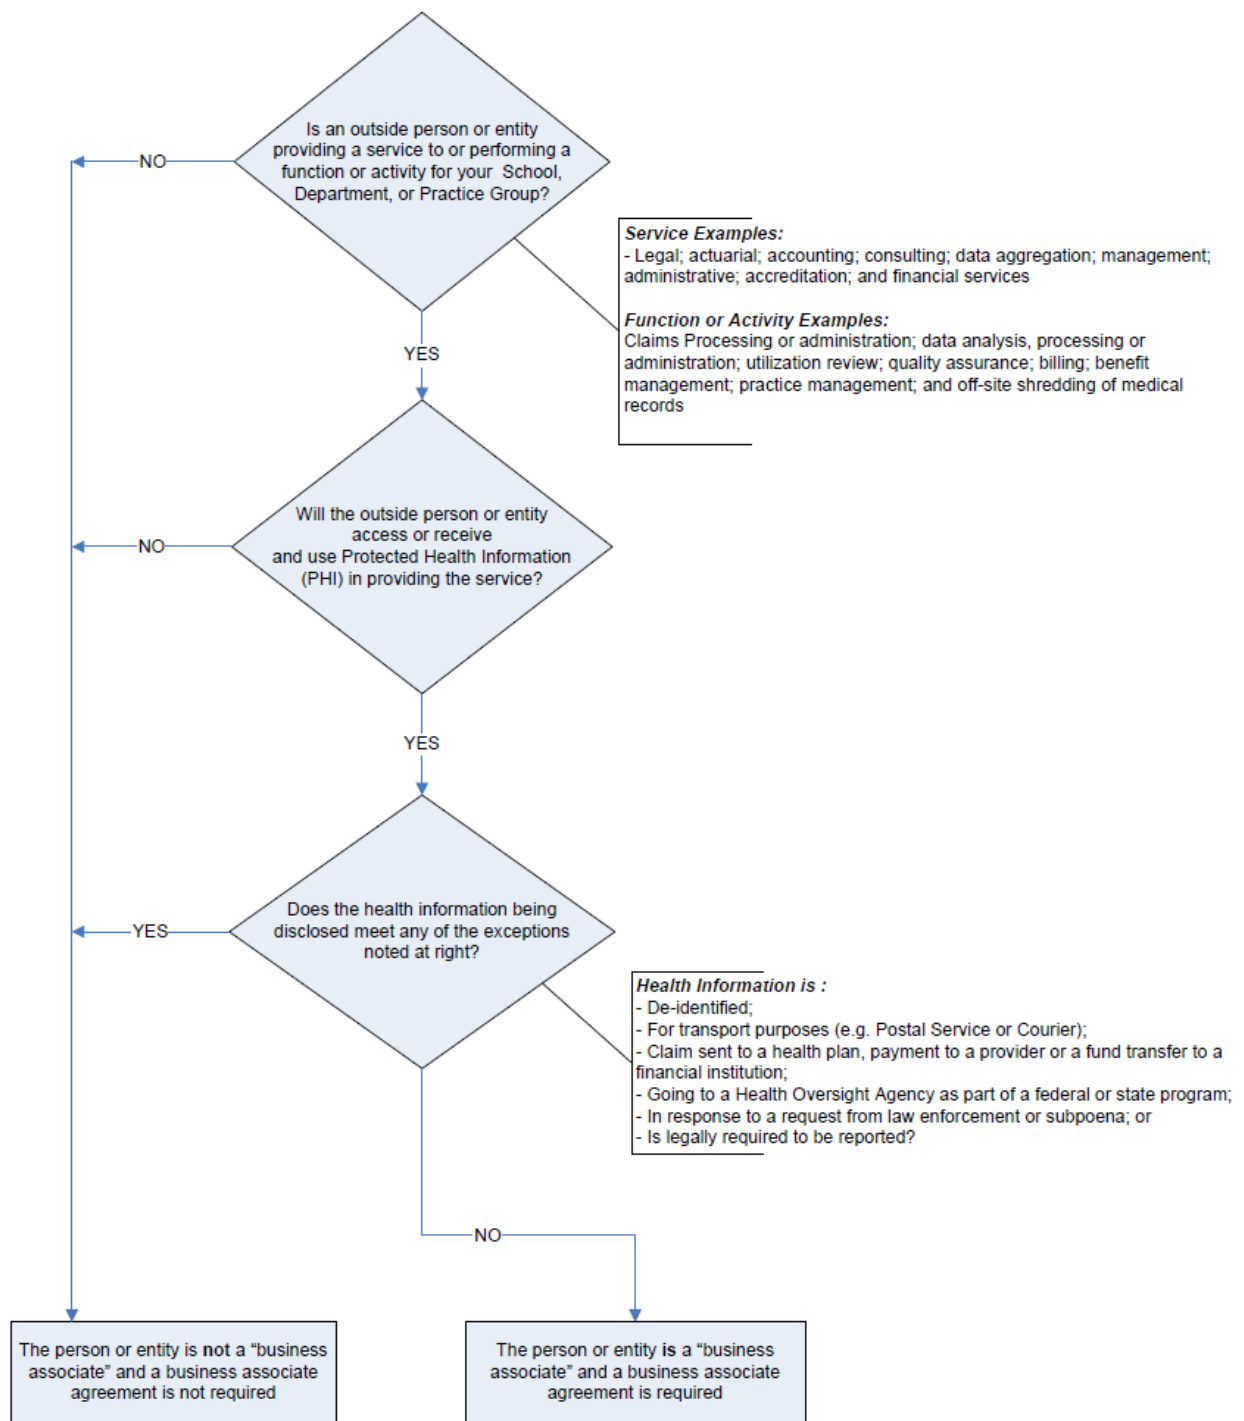 Is an outside person or entity
providing a service to or performing a
function or activity for your  School,
Department, or Practice Group?
NO
Service Examples:
- Legal; actuarial; accounting; consulting; data aggregation; management;
administrative; accreditation; and financial services
Function or Activity Examples:
Claims Processing or administration; data analysis, processing or
administration; utilization review; quality assurance; billing; benefit
management; practice management; and off-site shredding of medical
records
YES
Will the outside person or entity
access or receive
and use Protected Health Information
(PHI) in providing the service?
NO
YES
Does the health information being
disclosed meet any of the exceptions
noted at right?
YES
Health Information is :
- De-identified;
- For transport purposes (e.g. Postal Service or Courier);
- Claim sent to a health plan, payment to a provider or a fund transfer to a
financial institution;
- Going to a Health Oversight Agency as part of a federal or state program;
- In response to a request from law enforcement or subpoena; or
- Is legally required to be reported?
NO
The person or entity is not a “business
associate” and a business associate
agreement is not required
The person or entity is a “business
associate” and a business associate
agreement is required